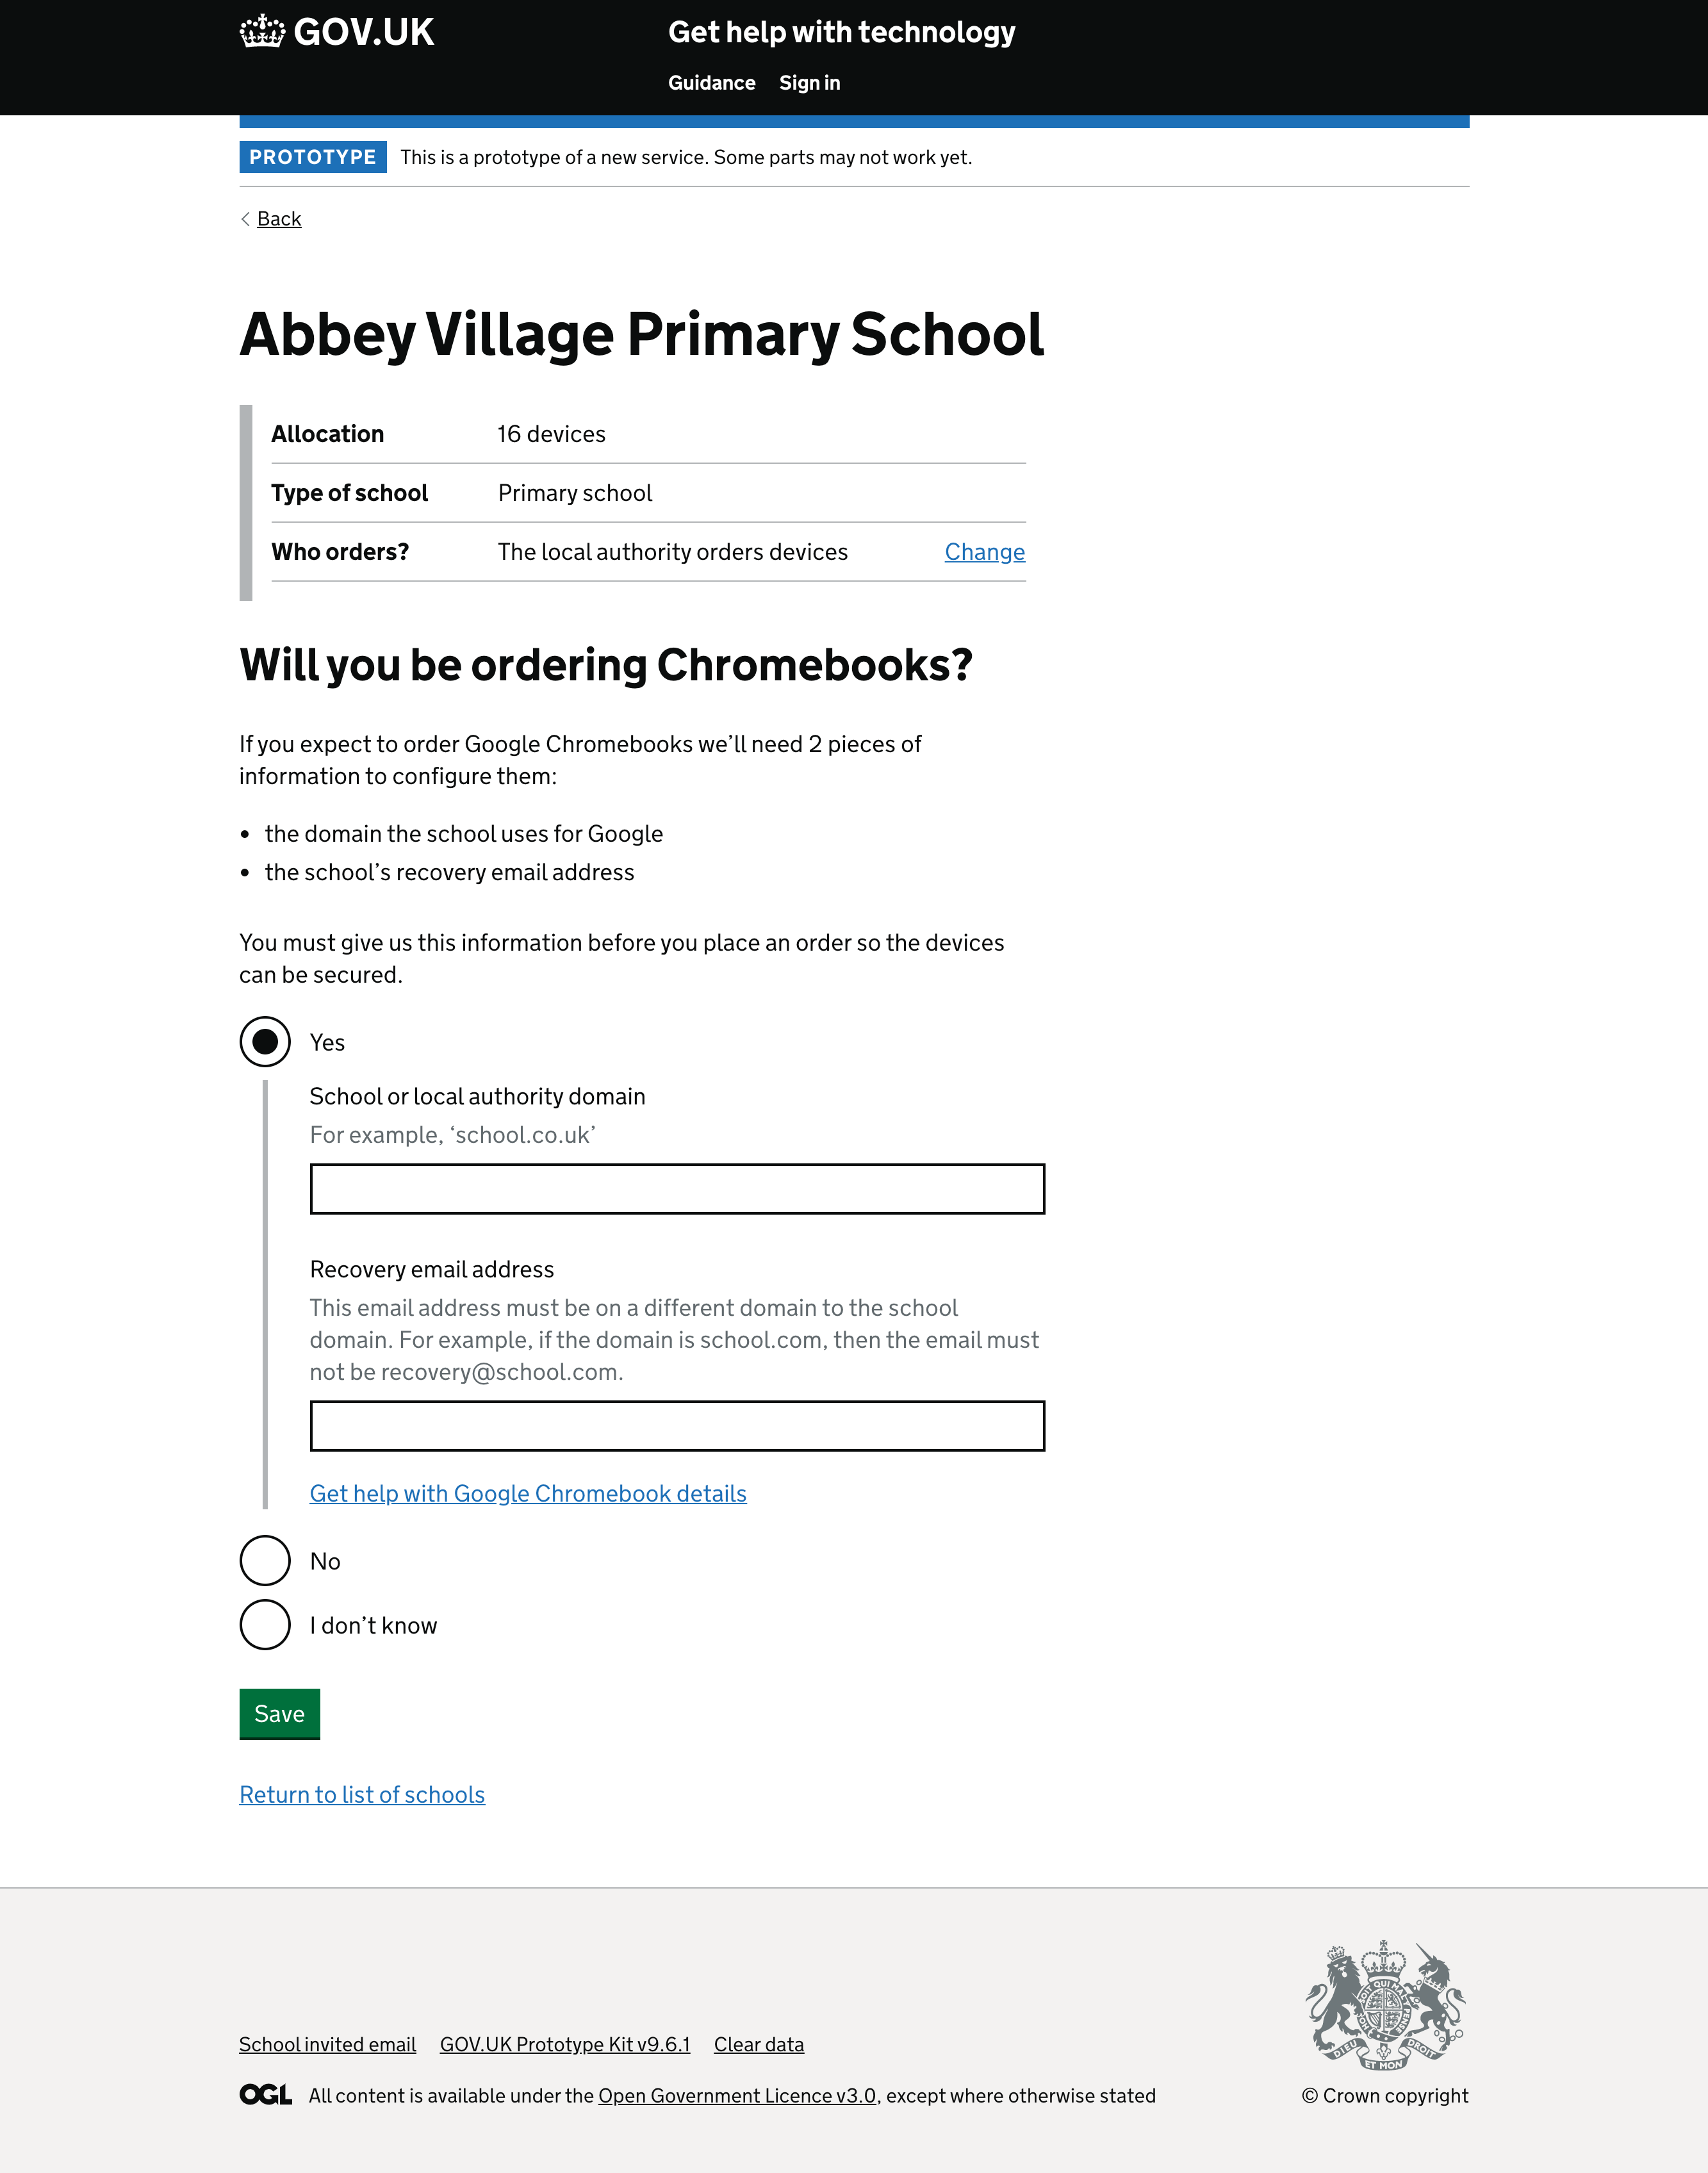 GOV.UK
Get help with technology
Guidance Sign in
PROTOTYPE This is a prototype of a new service. Some parts may not work yet.
Back
Abbey Village Primary School
Allocation 16 devices
Type of school Primary school
Who orders? The local authority orders devices Change
Will you be ordering Chromebooks?
If you expect to order Google Chromebooks we’ll need 2 pieces of
information to configure them:
• the domain the school uses for Google
• the school’s recovery email address
You must give us this information before you place an order so the devices
can be secured.
Yes
School or local authority domain
For example, ‘school.co.uk’
Recovery email address
This email address must be on a different domain to the school
domain. For example, if the domain is school.com, then the email must
not be recovery@school.com.
Get help with Google Chromebook details
No
I don’t know
Save
Return to list of schools
School invited email GOV.UK Prototype Kit v9.6.1 Clear data
OGL All content is available under the Open Government Licence v3.0, except where otherwise stated
DIEU ET MON DROIT
© Crown copyright